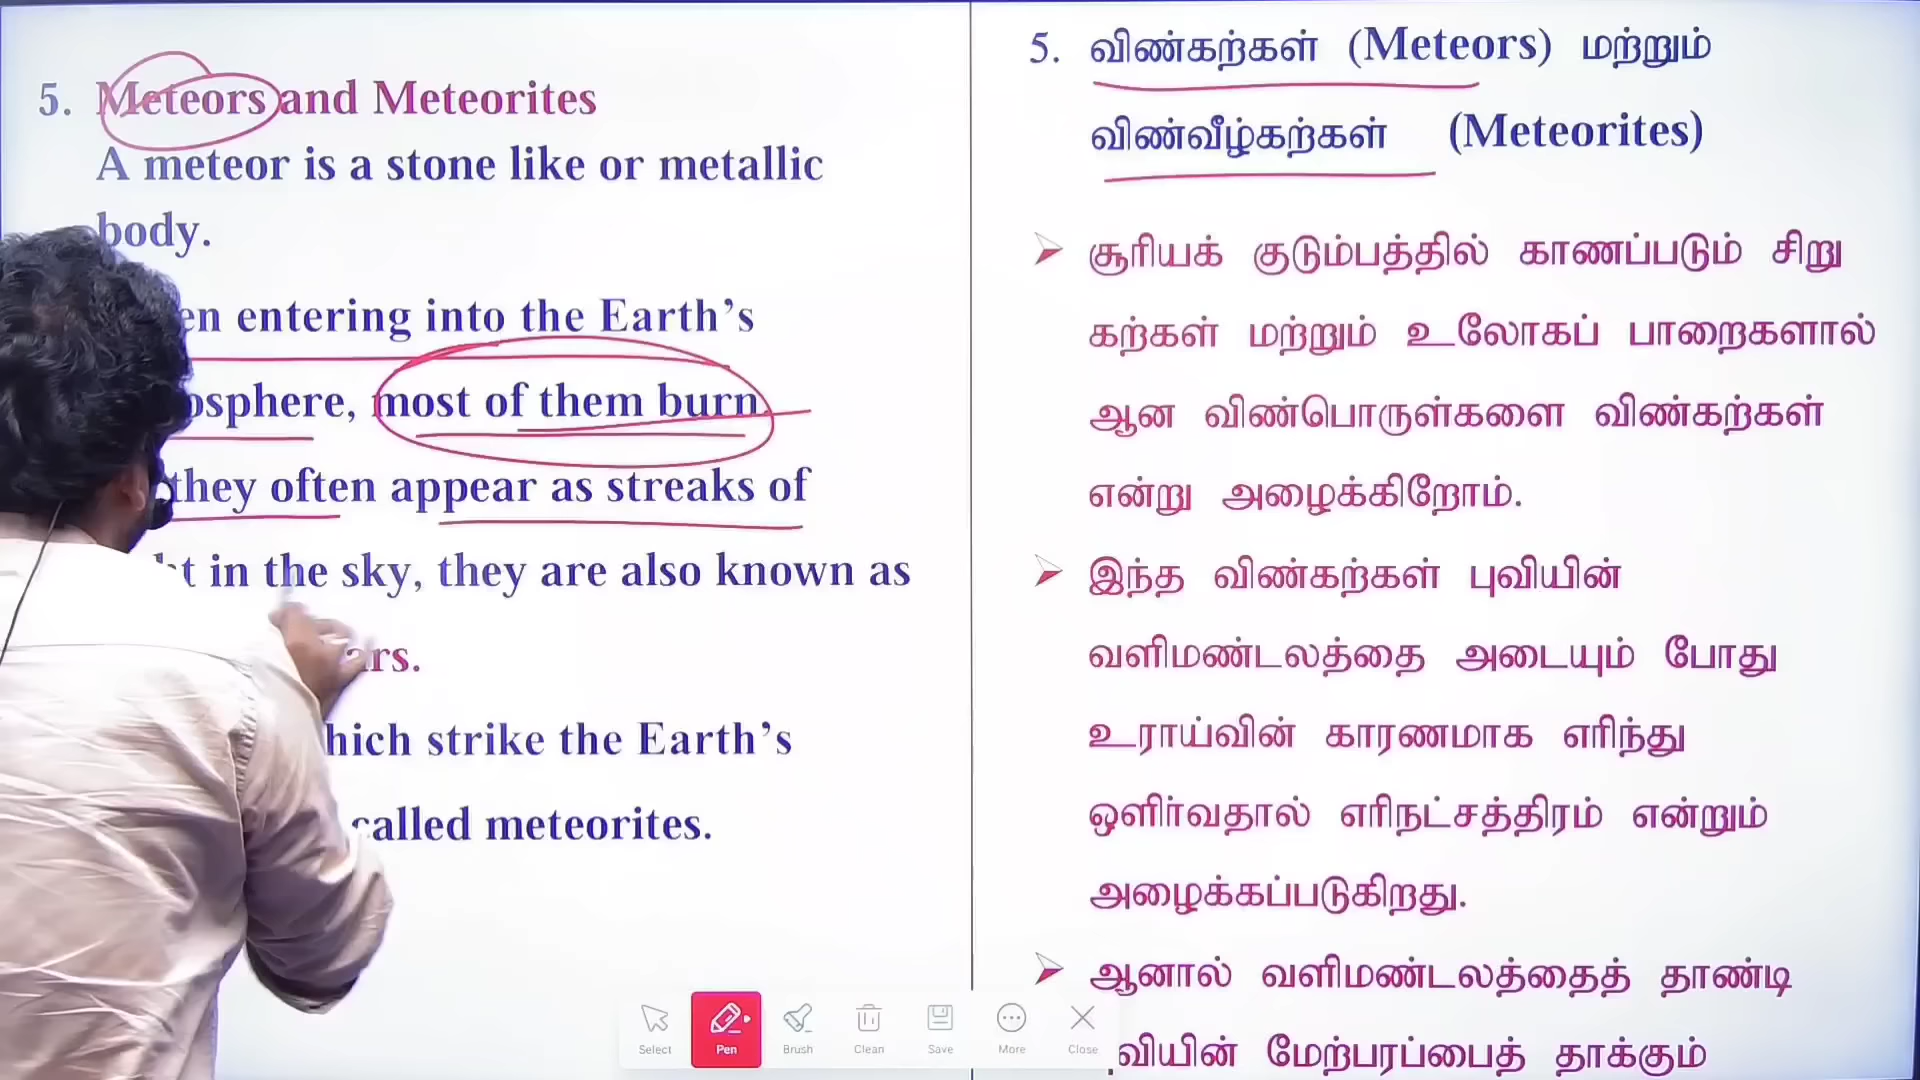 5. Meteors and Meteorites
A meteor is a stone like or metallic
body.
entering into the Earth's
most of them burn.
they often appear as streaks of
in the sky, they are also known as
strike the Earth's
called meteorites.
5. விண்கற்கள் (Meteors) மற்றும்
விண்வீழ்கற்கள் (Meteorites)
சூரியக் குடும்பத்தில் காணப்படும் சிறு
கற்கள் மற்றும் உலோகப் பாறைகளால்
ஆன விண்பொருள்களை விண்கற்கள்
என்று அழைக்கிறோம்.
இந்த விண்கற்கள் புவியின்
வளிமண்டலத்தை அடையும் போது
உராய்வின் காரணமாக எரிந்து
ஒளிர்வதால் எரிநட்சத்திரம் என்றும்
அழைக்கப்படுகிறது.
ஆனால் வளிமண்டலத்தைத் தாண்டி
மேற்பரப்பைத் தாக்கும்
Select Pen Brush Clean Save More Close